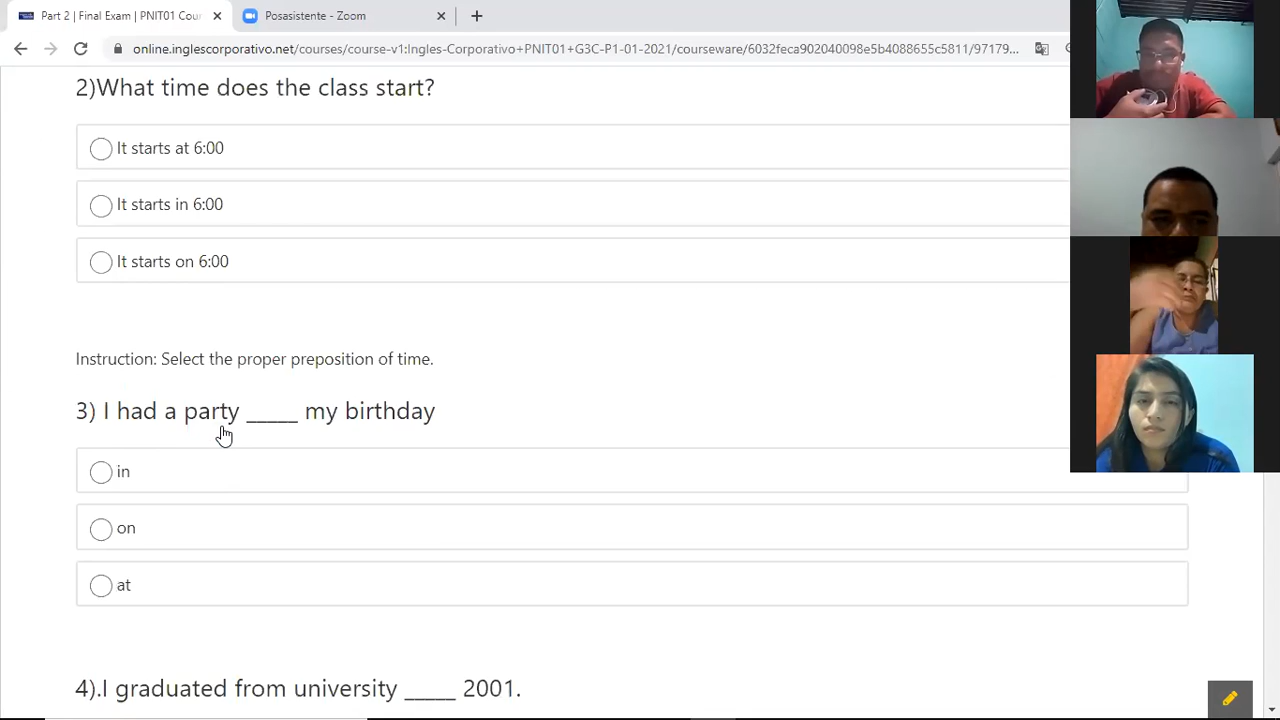 Part 2 | Final Exam | PNIT01 Cou
Posassitente - Zoom
online.inglescorporativo.net/courses/course-v1:Ingles-Corporativo+PNIT01+G3C-P1-01-2021/courseware/3032feca902040098e5b4086855c5811/97179...
2)What time does the class start?
It starts at 6:00
It starts in 6:00
It starts on 6:00
Instruction: Select the proper preposition of time.
3) I had a party _____ my birthday
in
on
at
4).I graduated from university _____ 2001.